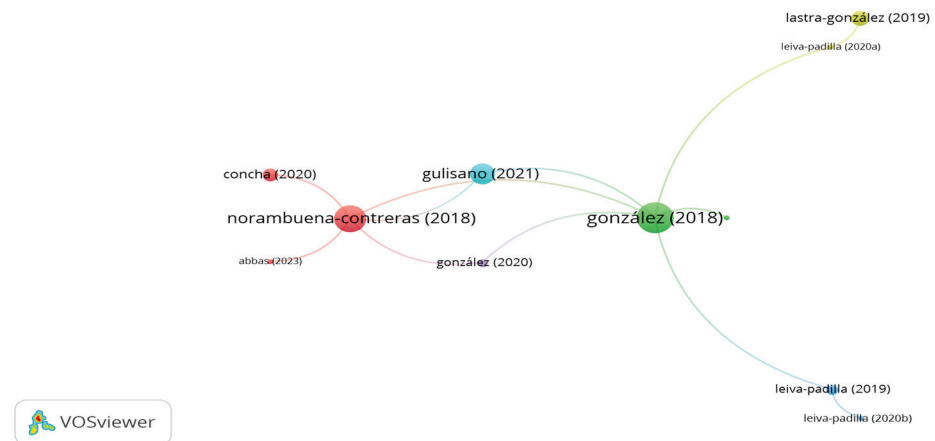 lastra-gonzález (2019)
leiva-padilla (2020a)
concha (2020)
gulisano (2021)
norambuena-contreras (2018)
gonzález (2018)
abbas (2023)
gonzález (2020)
leiva-padilla (2019)
leiva-padilla (2020b)
VOSviewer